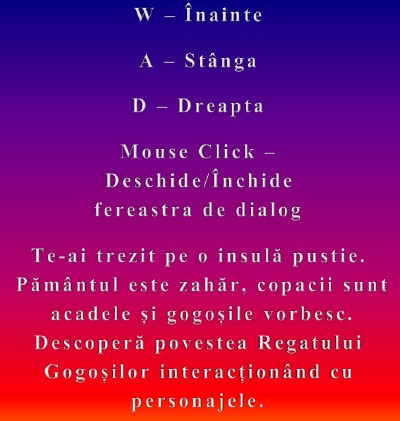 W – Înainte
A – Stânga
D – Dreapta
Mouse Click –
Deschide/Închide
fereastra de dialog
Te-ai trezit pe o insulă pustie.
Pământul este zahăr, copacii sunt
acadele și gogoșile vorbesc.
Descoperă povestea Regatului
Gogoșilor interacționând cu
personajele.